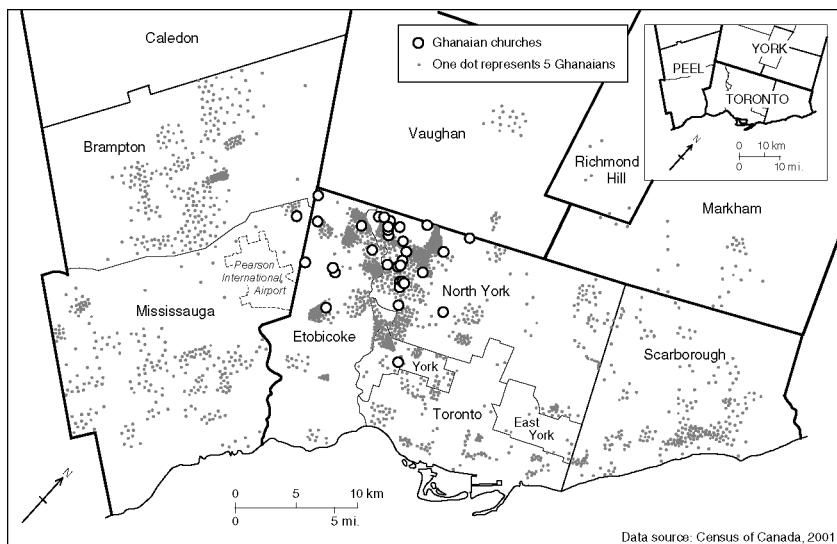 Caledon
Ghanaian churches
One dot represents 5 Ghanaians
YORK
PEEL
TORONTO
N
0 10 km
0 10 mi.
Brampton
Vaughan
Richmond
Hill
Markham
Pearson
International
Airport
Mississauga
North York
Etobicoke
Scarborough
York
Toronto
East
York
N
0 5 10 km
0 5 mi.
Data source: Census of Canada, 2001